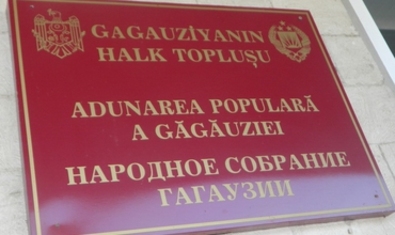 GAGAUZİYANIN
HALK TOPLUŞU
ADUNAREA POPULARĂ
A GĂGĂUZIEI
НАРОДНОЕ СОБРАНИЕ
ГАГАУЗИИ